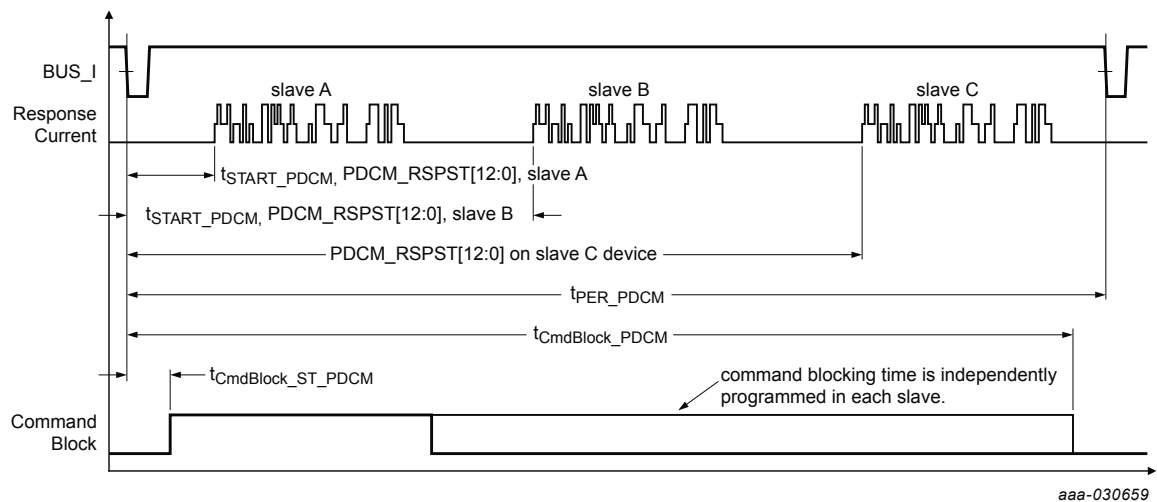 BUS_I
slave A
slave B
slave C
Response
Current
tSTART_PDCM, PDCM_RSPST[12:0], slave A
tSTART_PDCM, PDCM_RSPST[12:0], slave B
PDCM_RSPST[12:0] on slave C device
tPER_PDCM
tCmdBlock_PDCM
tCmdBlock_ST_PDCM
command blocking time is independently
programmed in each slave.
Command
Block
aaa-030659